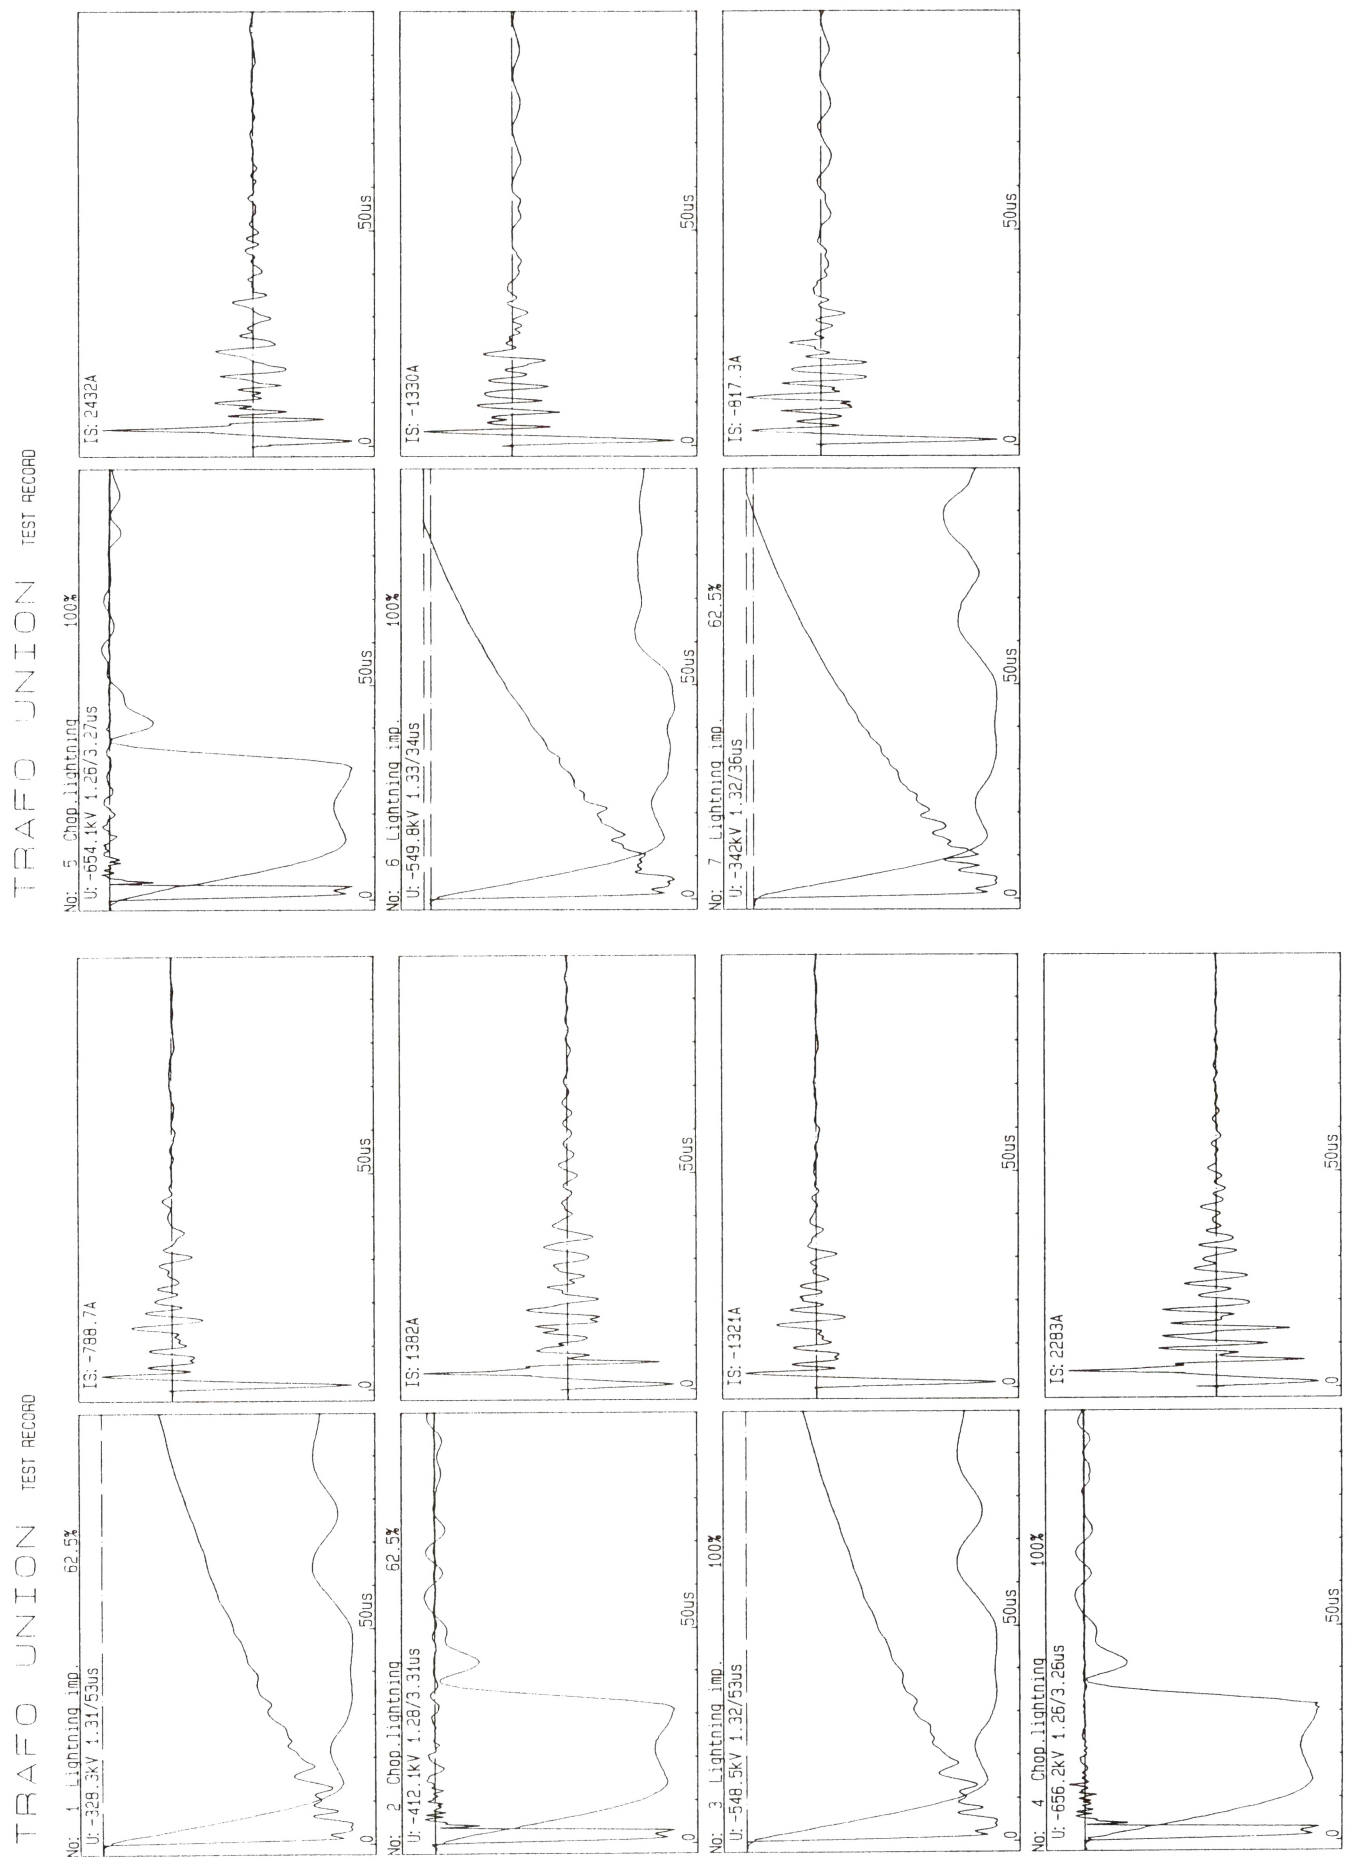 TRAFO UNION TEST RECORD
No: 1 Lightning imp. 62.5%
U: -328.3kV 1.31/53us
0
50us
IS: -788.7A
0
50us
No: 2 Chop.lightning 62.5%
U: -412.1kV 1.28/3.31us
0
50us
IS: 1382A
0
50us
No: 3 Lightning imp. 100%
U: -548.5kV 1.32/53us
0
50us
IS: -1321A
0
50us
No: 4 Chop.lightning 100%
U: -656.2kV 1.26/3.26us
0
50us
IS: 2283A
0
50us
TRAFO UNION TEST RECORD
No: 5 Chop.lightning 100%
U: -654.1kV 1.26/3.27us
0
50us
IS: 2432A
0
50us
No: 6 Lightning imp. 100%
U: -549.8kV 1.33/34us
0
50us
IS: -1330A
0
50us
No: 7 Lightning imp. 62.5%
U: -342kV 1.32/36us
0
50us
IS: -817.3A
0
50us